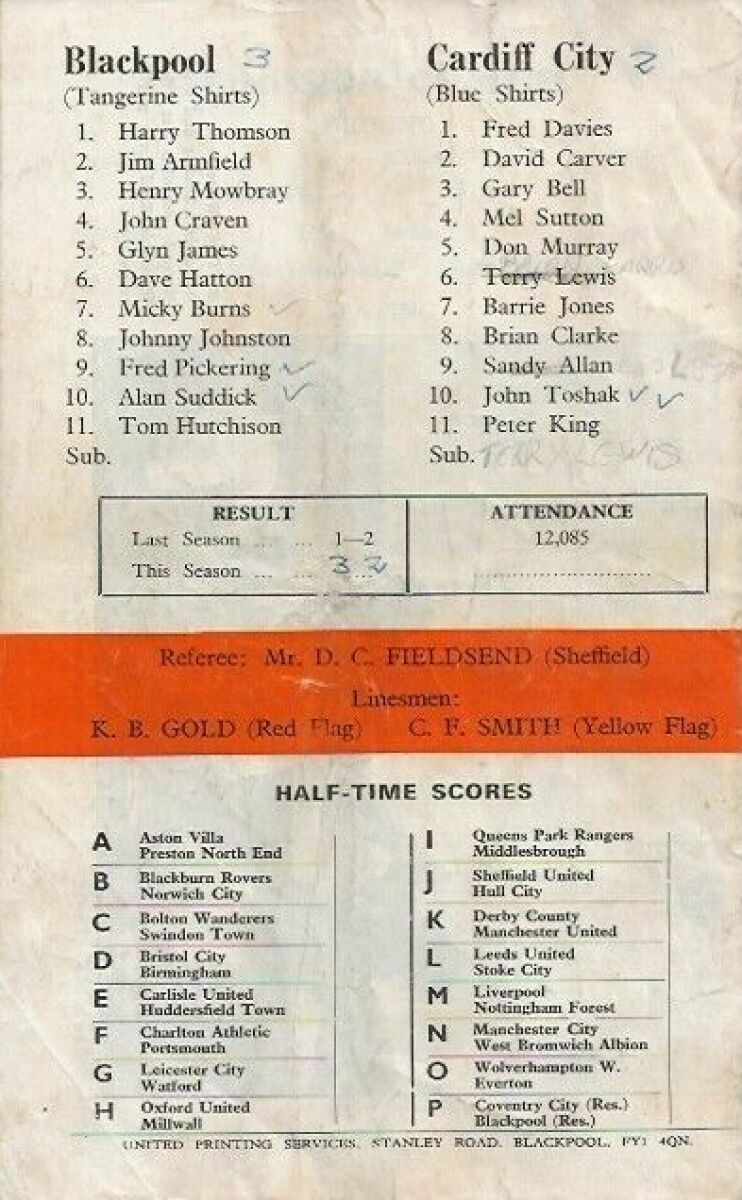 Blackpool 3
(Tangerine Shirts)
1. Harry Thomson
2. Jim Armfield
3. Henry Mowbray
4. John Craven
5. Glyn James
6. Dave Hatton
7. Micky Burns ✓
8. Johnny Johnston
9. Fred Pickering ✓
10. Alan Suddick ✓
11. Tom Hutchison
Sub.
Cardiff City 2
(Blue Shirts)
1. Fred Davies
2. David Carver
3. Gary Bell
4. Mel Sutton
5. Don Murray
6. Terry Lewis
7. Barrie Jones
8. Brian Clarke
9. Sandy Allan
10. John Toshak ✓ ✓
11. Peter King
Sub. TERRY LEWIS
RESULT
Last Season ... ... 1—2
This Season ... ... 3 2
ATTENDANCE
12,085
Referee: Mr. D. C. FIELDSEND (Sheffield)
Linesmen:
K. B. GOLD (Red Flag) C. F. SMITH (Yellow Flag)
HALF-TIME SCORES
A Aston Villa
Preston North End
B Blackburn Rovers
Norwich City
C Bolton Wanderers
Swindon Town
D Bristol City
Birmingham
E Carlisle United
Huddersfield Town
F Charlton Athletic
Portsmouth
G Leicester City
Watford
H Oxford United
Millwall
I Queens Park Rangers
Middlesbrough
J Sheffield United
Hull City
K Derby County
Manchester United
L Leeds United
Stoke City
M Liverpool
Nottingham Forest
N Manchester City
West Bromwich Albion
O Wolverhampton W.
Everton
P Coventry City (Res.)
Blackpool (Res.)
UNITED PRINTING SERVICES, STANLEY ROAD, BLACKPOOL, FY1 4QN.